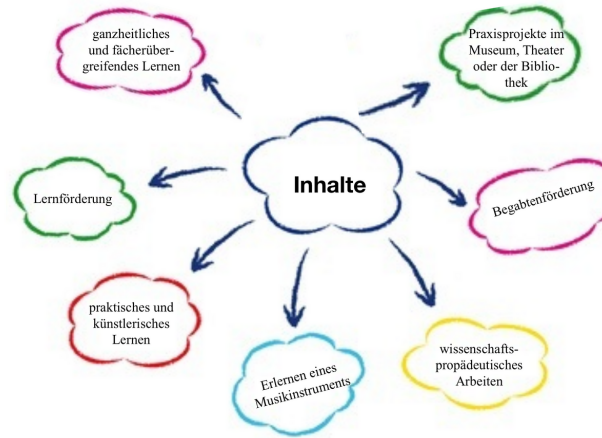 ganzheitliches
und fächerüber-
greifendes Lernen
Praxisprojekte im
Museum, Theater
oder der Biblio-
thek
Inhalte
Lernförderung
Begabtenförderung
praktisches und
künstlerisches
Lernen
Erlernen eines
Musikinstruments
wissenschafts-
propädeutisches
Arbeiten